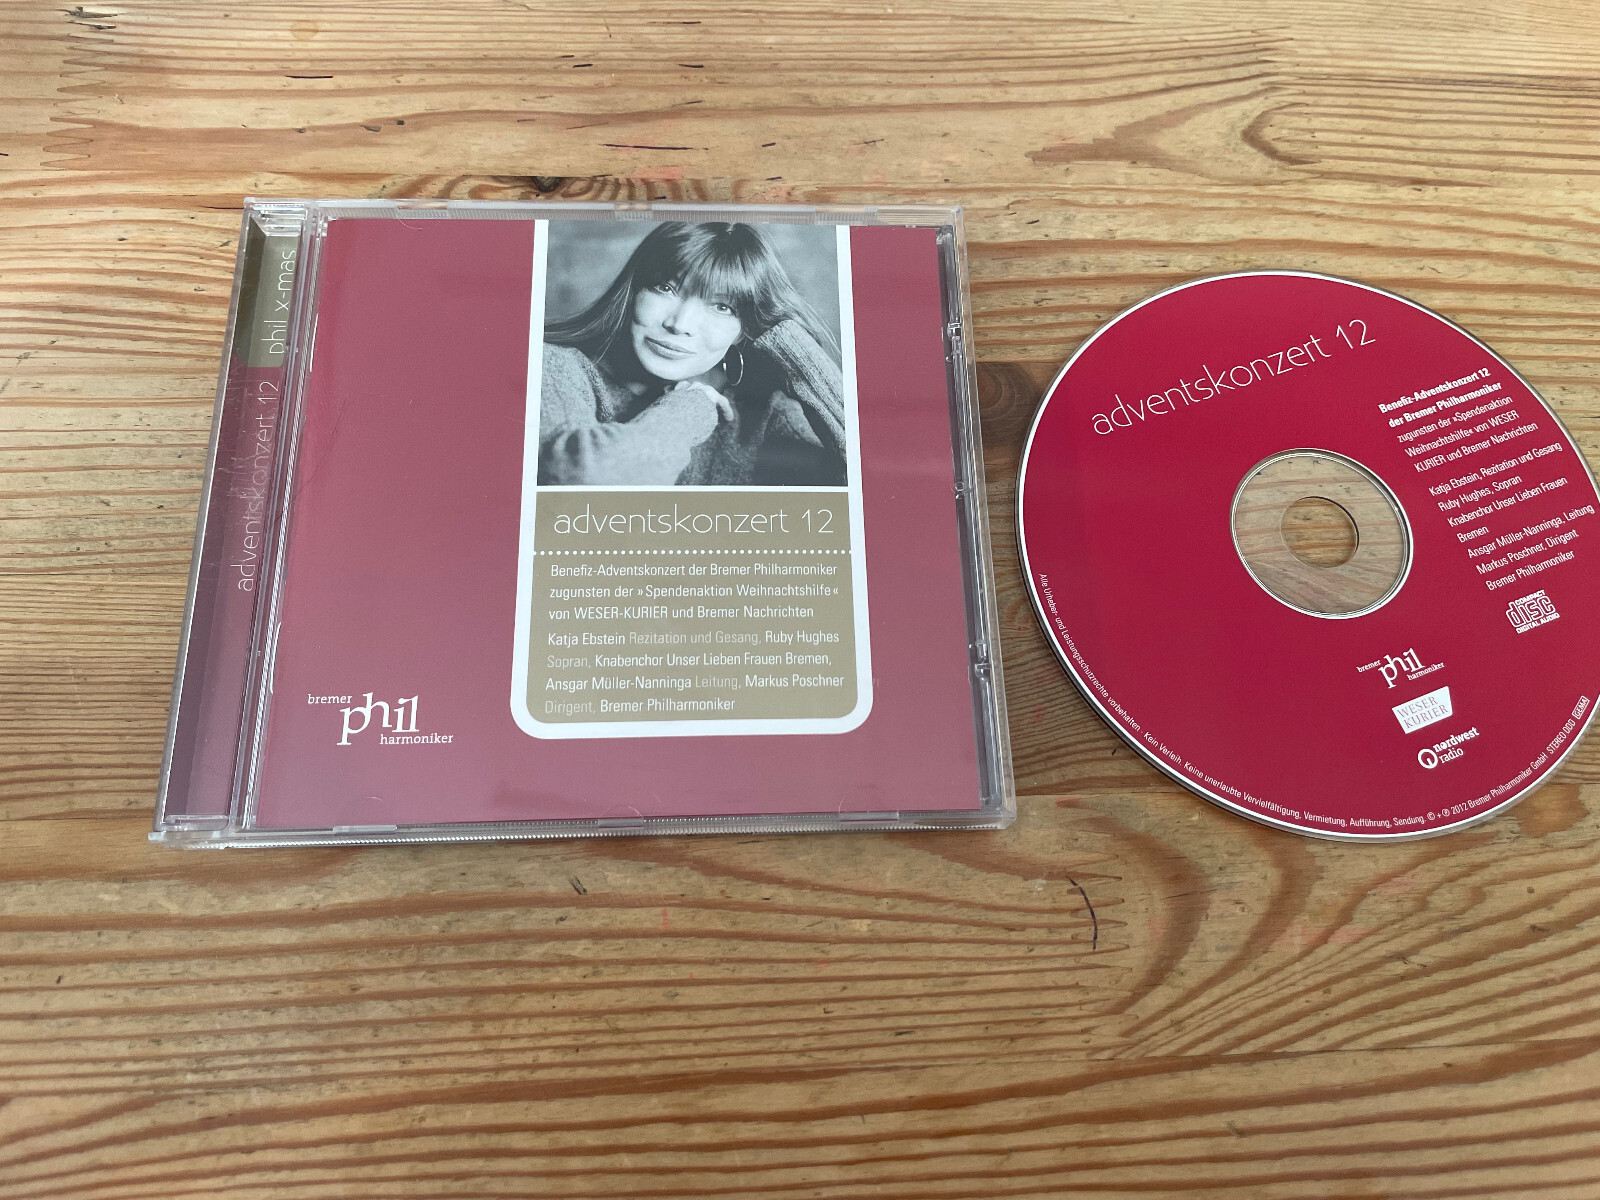 phil x-mas
adventskonzert 12
adventskonzert 12
Benefiz-Adventskonzert der Bremer Philharmoniker
zugunsten der »Spendenaktion Weihnachtshilfe«
von WESER-KURIER und Bremer Nachrichten
Katja Ebstein Rezitation und Gesang, Ruby Hughes
Sopran, Knabenchor Unser Lieben Frauen Bremen,
Ansgar Müller-Nanninga Leitung, Markus Poschner
Dirigent, Bremer Philharmoniker
bremer
phil
harmoniker
adventskonzert 12
Benefiz-Adventskonzert 12
der Bremer Philharmoniker
zugunsten der »Spendenaktion
Weihnachtshilfe« von WESER
KURIER und Bremer Nachrichten
Katja Ebstein, Rezitation und Gesang
Ruby Hughes, Sopran
Knabenchor Unser Lieben Frauen
Bremen
Ansgar Müller-Nanninga, Leitung
Markus Poschner, Dirigent
Bremer Philharmoniker
COMPACT
disc
DIGITAL AUDIO
bremer
phil
harmoniker
WESER
KURIER
nordwest
radio
Alle Urheber- und Leistungsschutzrechte vorbehalten · Kein Verleih. Keine unerlaubte Vervielfältigung, Vermietung, Aufführung, Sendung. © + ℗ 2012 Bremer Philharmoniker GmbH STEREO DDD GEMA